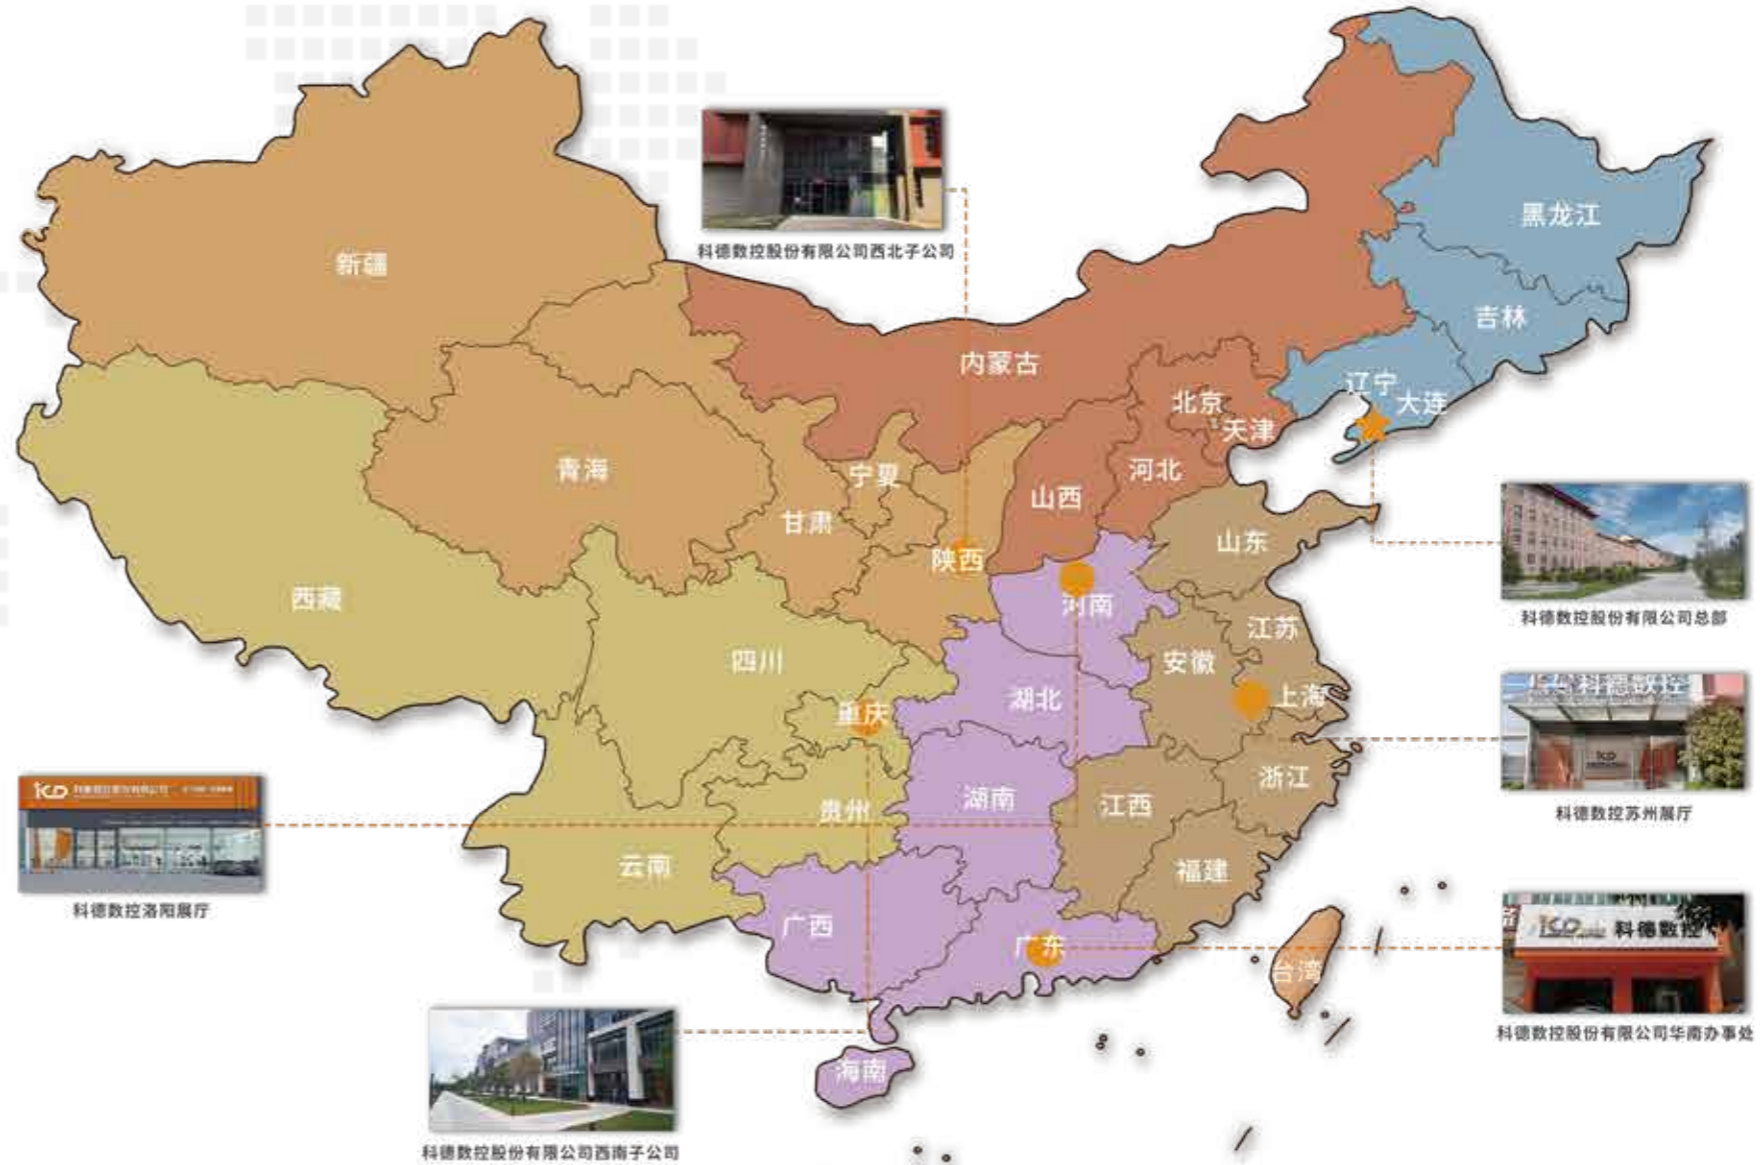 科德数控股份有限公司西北子公司
黑龙江
新疆
吉林
内蒙古
辽宁
大连
北京
天津
青海
宁夏
河北
山西
甘肃
山东
陕西
西藏
河南
科德数控股份有限公司总部
江苏
四川
安徽
科德数控
上海
湖北
重庆
KD
浙江
KD
湖南
江西
贵州
科德数控苏州展厅
云南
福建
科德数控洛阳展厅
广西
KD
科德数控
广东
台湾
科德数控股份有限公司华南办事处
海南
科德数控股份有限公司西南子公司